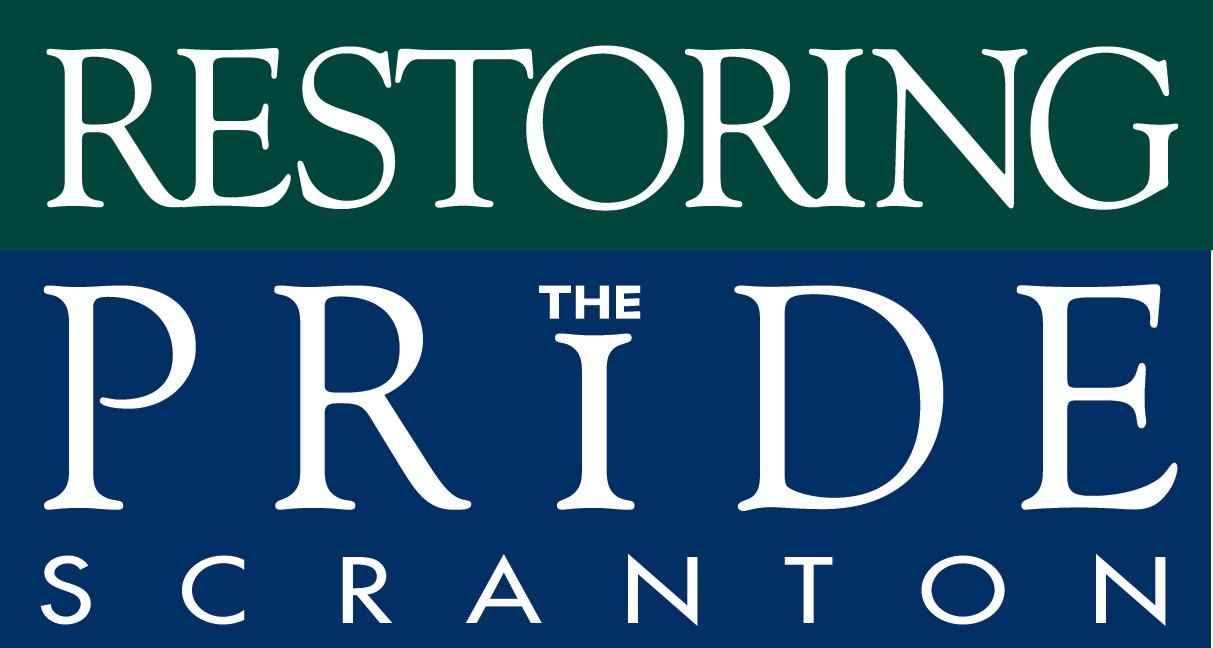 RESTORING
THE
PRIDE
SCRANTON